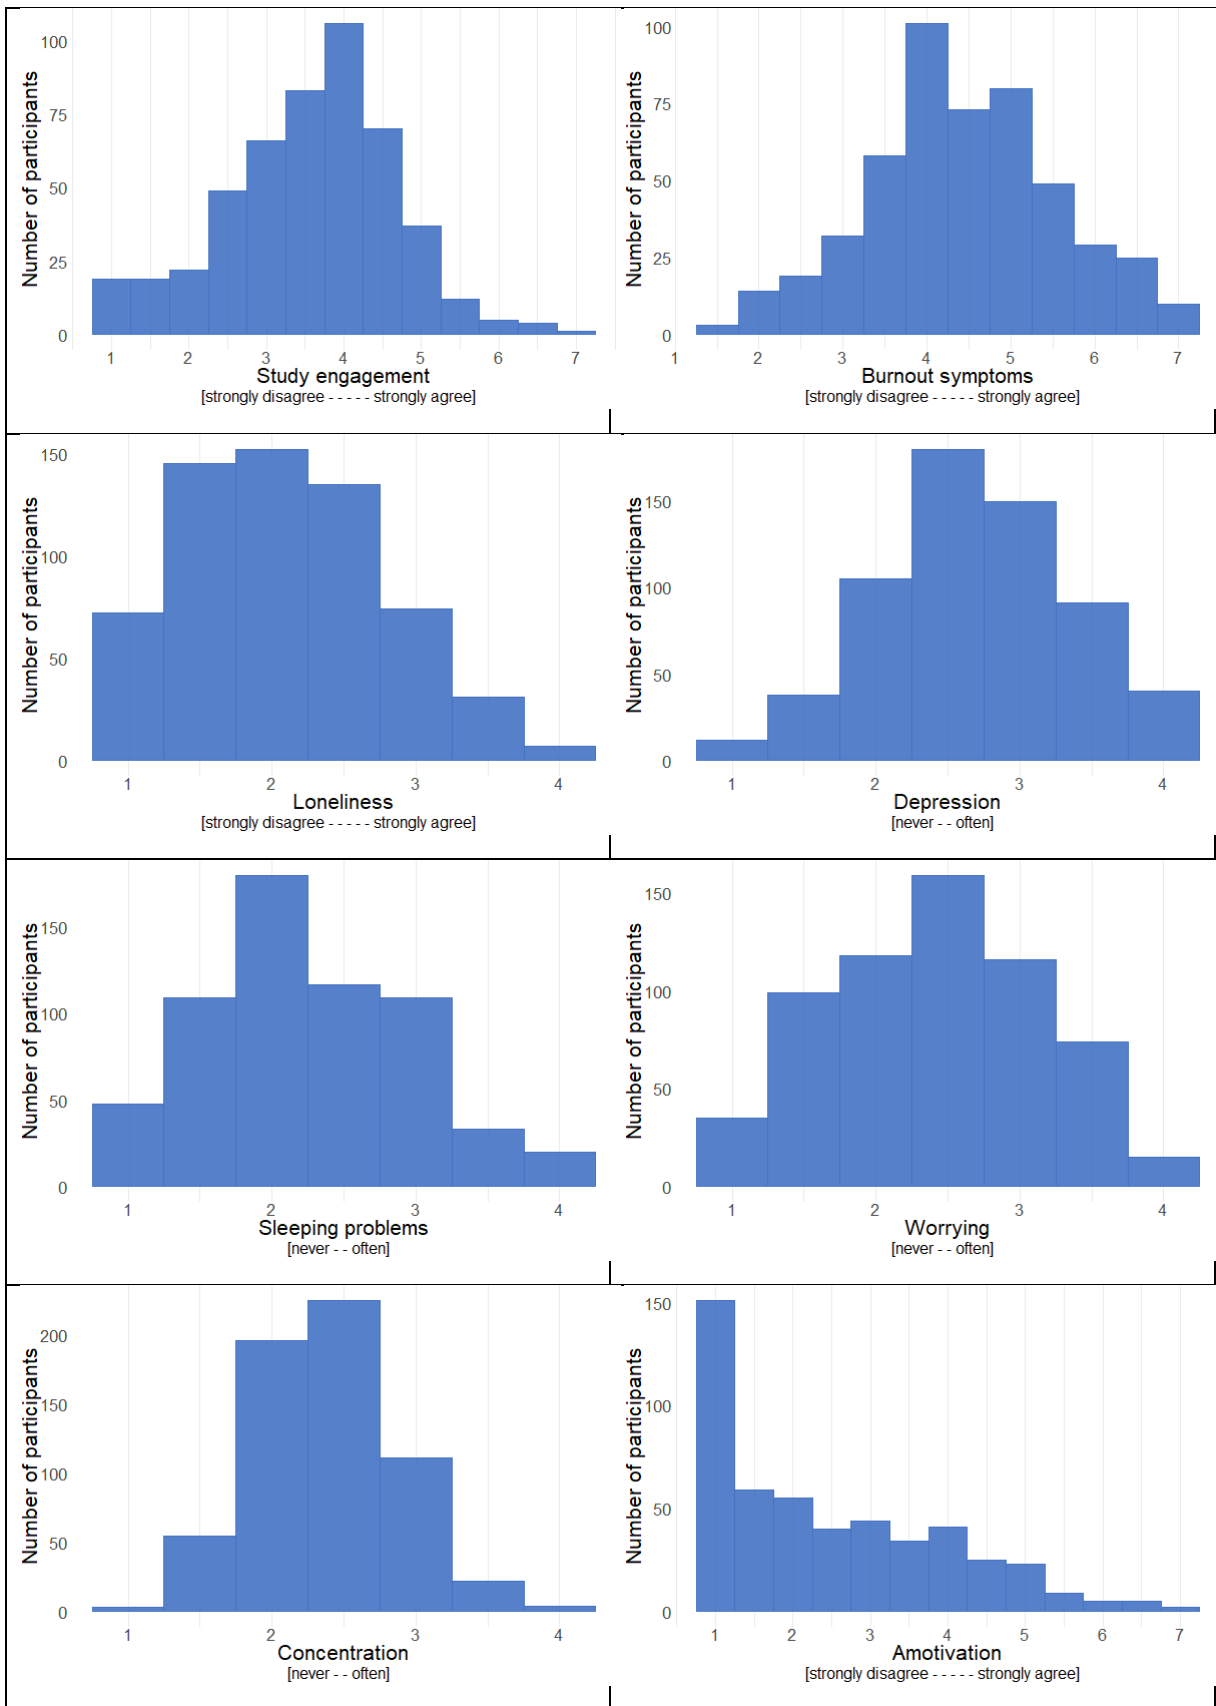 Number of participants
100
75
50
25
0
1 2 3 4 5 6 7
Study engagement
[strongly disagree - - - - - strongly agree]
Number of participants
100
75
50
25
0
1 2 3 4 5 6 7
Burnout symptoms
[strongly disagree - - - - - strongly agree]
Number of participants
150
100
50
0
1 2 3 4
Loneliness
[strongly disagree - - - - - strongly agree]
Number of participants
150
100
50
0
1 2 3 4
Depression
[never - - often]
Number of participants
150
100
50
0
1 2 3 4
Sleeping problems
[never - - often]
Number of participants
150
100
50
0
1 2 3 4
Worrying
[never - - often]
Number of participants
200
150
100
50
0
1 2 3 4
Concentration
[never - - often]
Number of participants
150
100
50
0
1 2 3 4 5 6 7
Amotivation
[strongly disagree - - - - - strongly agree]